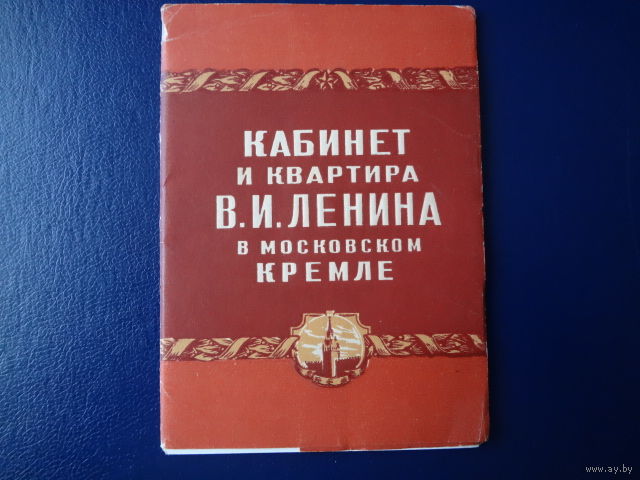 КАБИНЕТ
И КВАРТИРА
В.И.ЛЕНИНА
В МОСКОВСКОМ
КРЕМЛЕ
www.ay.by